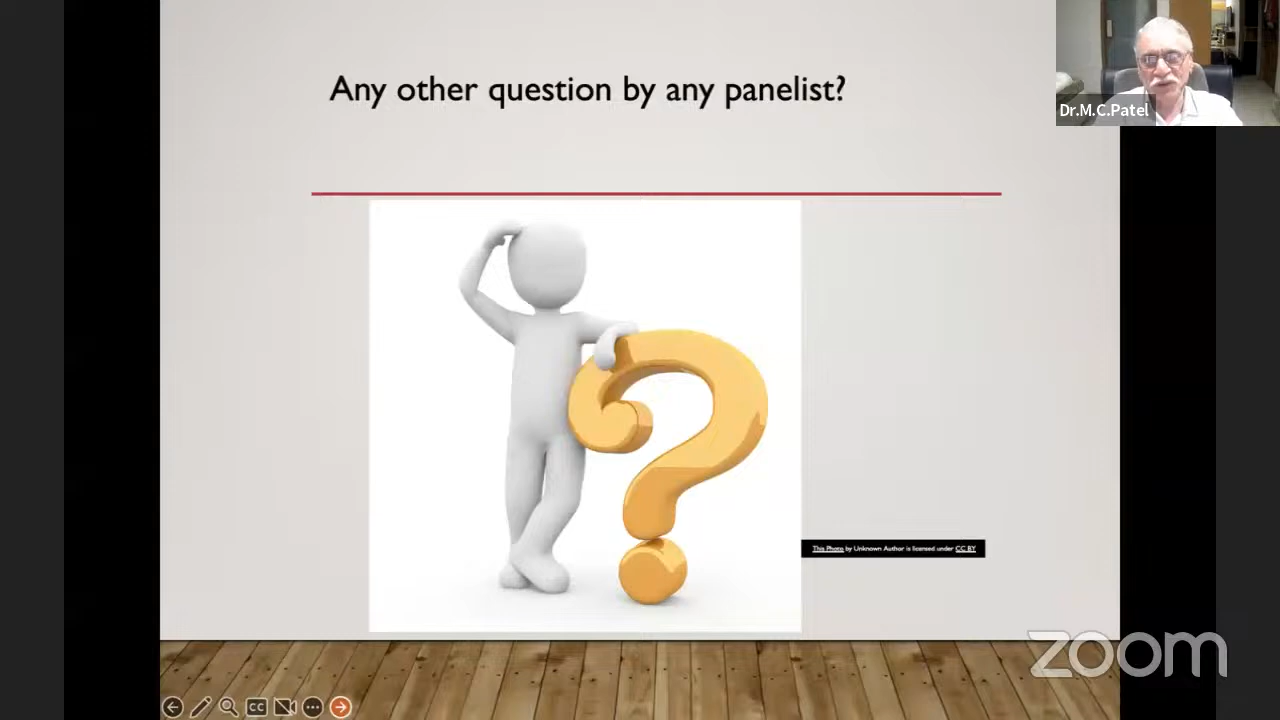 Any other question by any panelist?
Dr.M.C.Patel
This Photo by Unknown Author is licensed under CC BY
zoom
CC